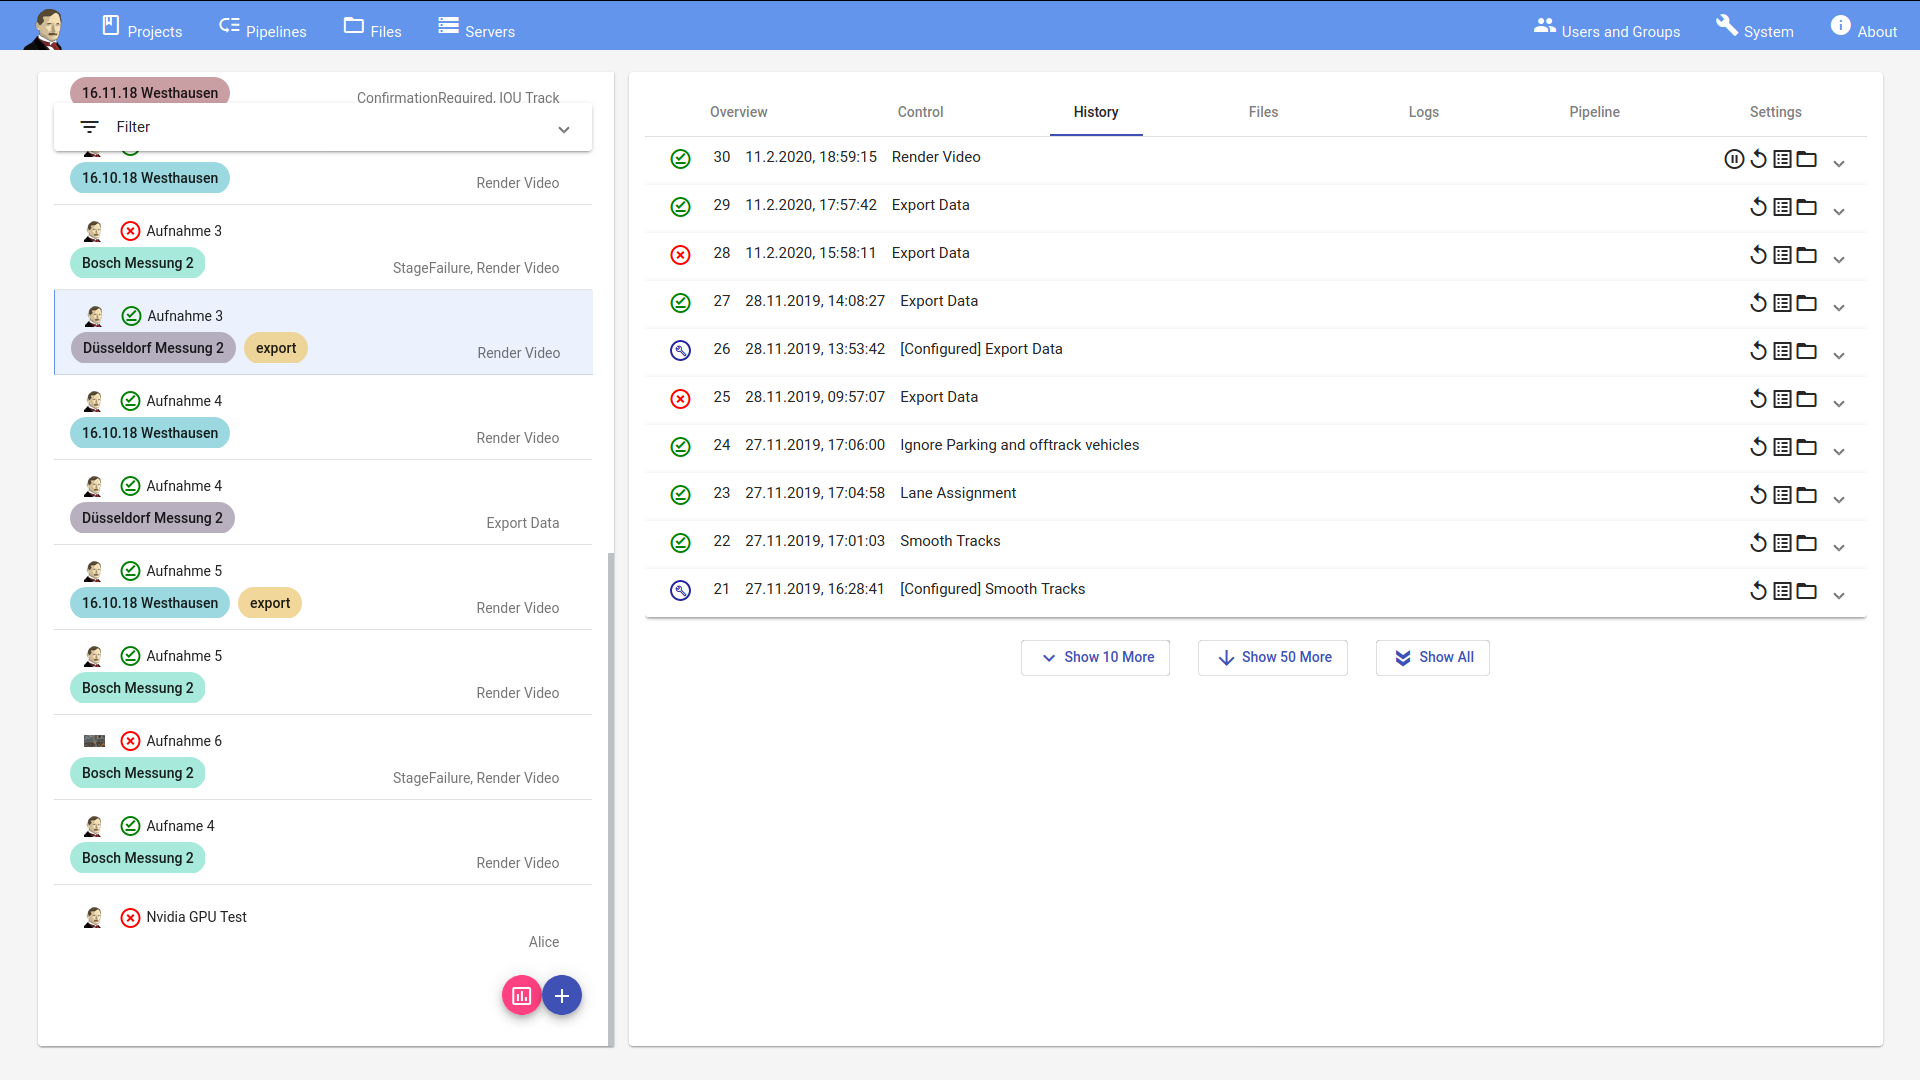 Projects
Pipelines
Files
Servers
Users and Groups
System
About
16.11.18 Westhausen
ConfirmationRequired, IOU Track
Filter
16.10.18 Westhausen
Render Video
Aufnahme 3
Bosch Messung 2
StageFailure, Render Video
Aufnahme 3
Düsseldorf Messung 2
export
Render Video
Aufnahme 4
16.10.18 Westhausen
Render Video
Aufnahme 4
Düsseldorf Messung 2
Export Data
Aufnahme 5
16.10.18 Westhausen
export
Render Video
Aufnahme 5
Bosch Messung 2
Render Video
Aufnahme 6
Bosch Messung 2
StageFailure, Render Video
Aufname 4
Bosch Messung 2
Render Video
Nvidia GPU Test
Alice
Overview
Control
History
Files
Logs
Pipeline
Settings
30 11.2.2020, 18:59:15 Render Video
29 11.2.2020, 17:57:42 Export Data
28 11.2.2020, 15:58:11 Export Data
27 28.11.2019, 14:08:27 Export Data
26 28.11.2019, 13:53:42 [Configured] Export Data
25 28.11.2019, 09:57:07 Export Data
24 27.11.2019, 17:06:00 Ignore Parking and offtrack vehicles
23 27.11.2019, 17:04:58 Lane Assignment
22 27.11.2019, 17:01:03 Smooth Tracks
21 27.11.2019, 16:28:41 [Configured] Smooth Tracks
Show 10 More
Show 50 More
Show All